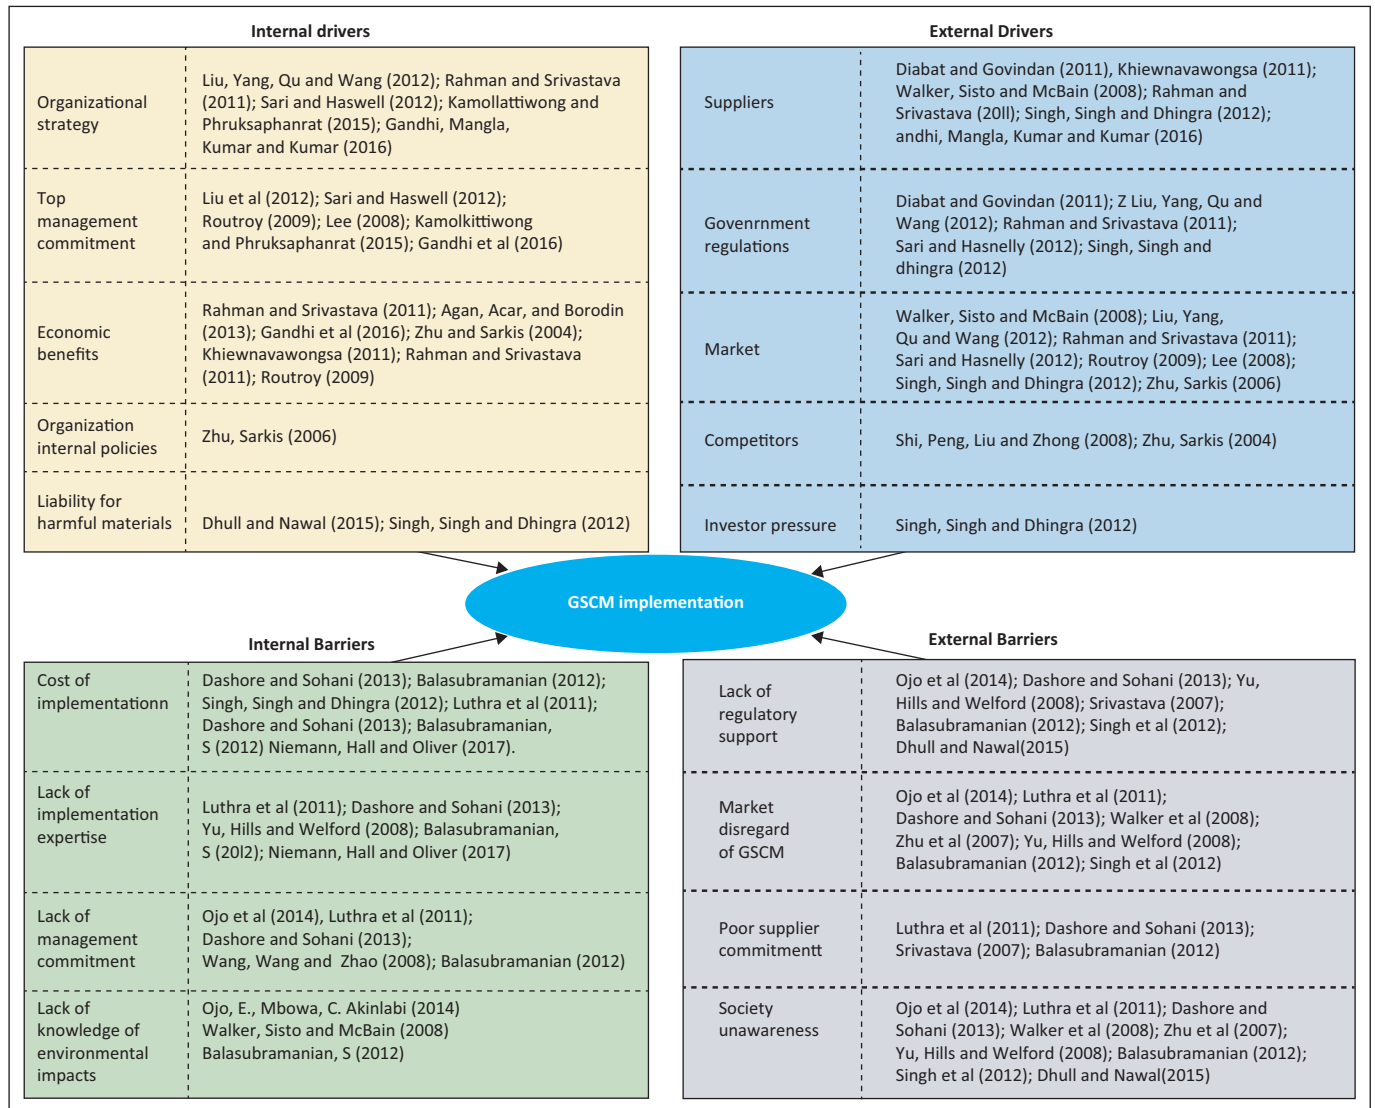 Internal drivers
Organizational
strategy
Liu, Yang, Qu and Wang (2012); Rahman and Srivastava
(2011); Sari and Haswell (2012); Kamollattiwong and
Phruksaphanrat (2015); Gandhi, Mangla,
Kumar and Kumar (2016)
Top
management
commitment
Liu et al (2012); Sari and Haswell (2012);
Routroy (2009); Lee (2008); Kamolkittiwong
and Phruksaphanrat (2015); Gandhi et al (2016)
Economic
benefits
Rahman and Srivastava (2011); Agan, Acar, and Borodin
(2013); Gandhi et al (2016); Zhu and Sarkis (2004);
Khiewnavawongsa (2011); Rahman and Srivastava
(2011); Routroy (2009)
Organization
internal policies
Zhu, Sarkis (2006)
Liability for
harmful materials
Dhull and Nawal (2015); Singh, Singh and Dhingra (2012)
External Drivers
Suppliers
Diabat and Govindan (2011), Khiewnavawongsa (2011);
Walker, Sisto and McBain (2008); Rahman and
Srivastava (20ll); Singh, Singh and Dhingra (2012);
andhi, Mangla, Kumar and Kumar (2016)
Govenrnment
regulations
Diabat and Govindan (2011); Z Liu, Yang, Qu and
Wang (2012); Rahman and Srivastava (2011);
Sari and Hasnelly (2012); Singh, Singh and
dhingra (2012)
Market
Walker, Sisto and McBain (2008); Liu, Yang,
Qu and Wang (2012); Rahman and Srivastava (2011);
Sari and Hasnelly (2012); Routroy (2009); Lee (2008);
Singh, Singh and Dhingra (2012); Zhu, Sarkis (2006)
Competitors
Shi, Peng, Liu and Zhong (2008); Zhu, Sarkis (2004)
Investor pressure
Singh, Singh and Dhingra (2012)
GSCM implementation
Internal Barriers
Cost of
implementationn
Dashore and Sohani (2013); Balasubramanian (2012);
Singh, Singh and Dhingra (2012); Luthra et al (2011);
Dashore and Sohani (2013); Balasubramanian,
S (2012) Niemann, Hall and Oliver (2017).
Lack of
implementation
expertise
Luthra et al (2011); Dashore and Sohani (2013);
Yu, Hills and Welford (2008); Balasubramanian,
S (20l2); Niemann, Hall and Oliver (2017)
Lack of
management
commitment
Ojo et al (2014), Luthra et al (2011);
Dashore and Sohani (2013);
Wang, Wang and Zhao (2008); Balasubramanian (2012)
Lack of
knowledge of
environmental
impacts
Ojo, E., Mbowa, C. Akinlabi (2014)
Walker, Sisto and McBain (2008)
Balasubramanian, S (2012)
External Barriers
Lack of
regulatory
support
Ojo et al (2014); Dashore and Sohani (2013); Yu,
Hills and Welford (2008); Srivastava (2007);
Balasubramanian (2012); Singh et al (2012);
Dhull and Nawal(2015)
Market
disregard
of GSCM
Ojo et al (2014); Luthra et al (2011);
Dashore and Sohani (2013); Walker et al (2008);
Zhu et al (2007); Yu, Hills and Welford (2008);
Balasubramanian (2012); Singh et al (2012)
Poor supplier
commitmentt
Luthra et al (2011); Dashore and Sohani (2013);
Srivastava (2007); Balasubramanian (2012)
Society
unawareness
Ojo et al (2014); Luthra et al (2011); Dashore and
Sohani (2013); Walker et al (2008); Zhu et al (2007);
Yu, Hills and Welford (2008); Balasubramanian (2012);
Singh et al (2012); Dhull and Nawal(2015)